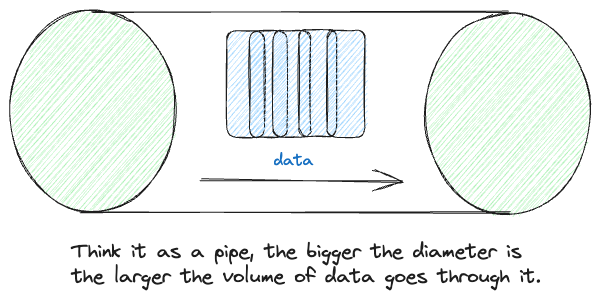 data
Think it as a pipe, the bigger the diameter is
the larger the volume of data goes through it.